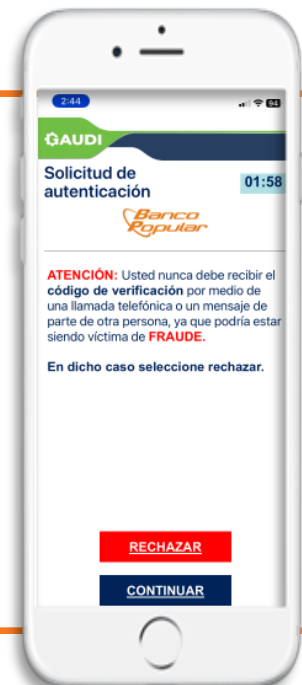 2:44
94
GAUDI
Solicitud de
autenticación
01:58
Banco
Popular
ATENCIÓN: Usted nunca debe recibir el
código de verificación por medio de
una llamada telefónica o un mensaje de
parte de otra persona, ya que podría estar
siendo víctima de FRAUDE.
En dicho caso seleccione rechazar.
RECHAZAR
CONTINUAR